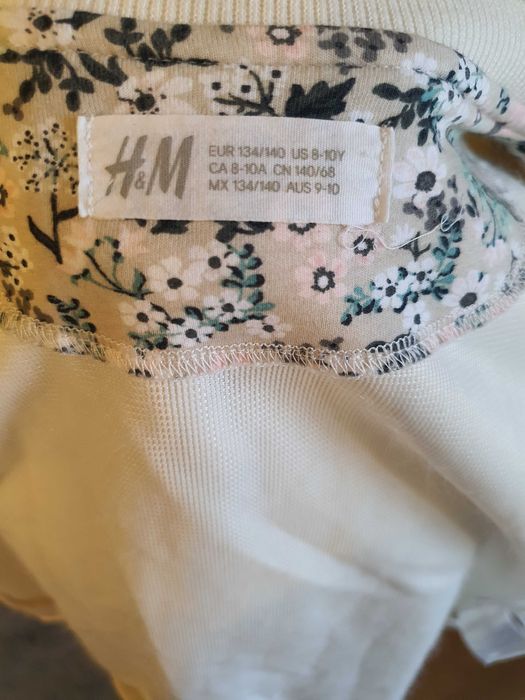 H&M
EUR 134/140 US 8-10Y
CA 8-10A CN 140/68
MX 134/140 AUS 9-10